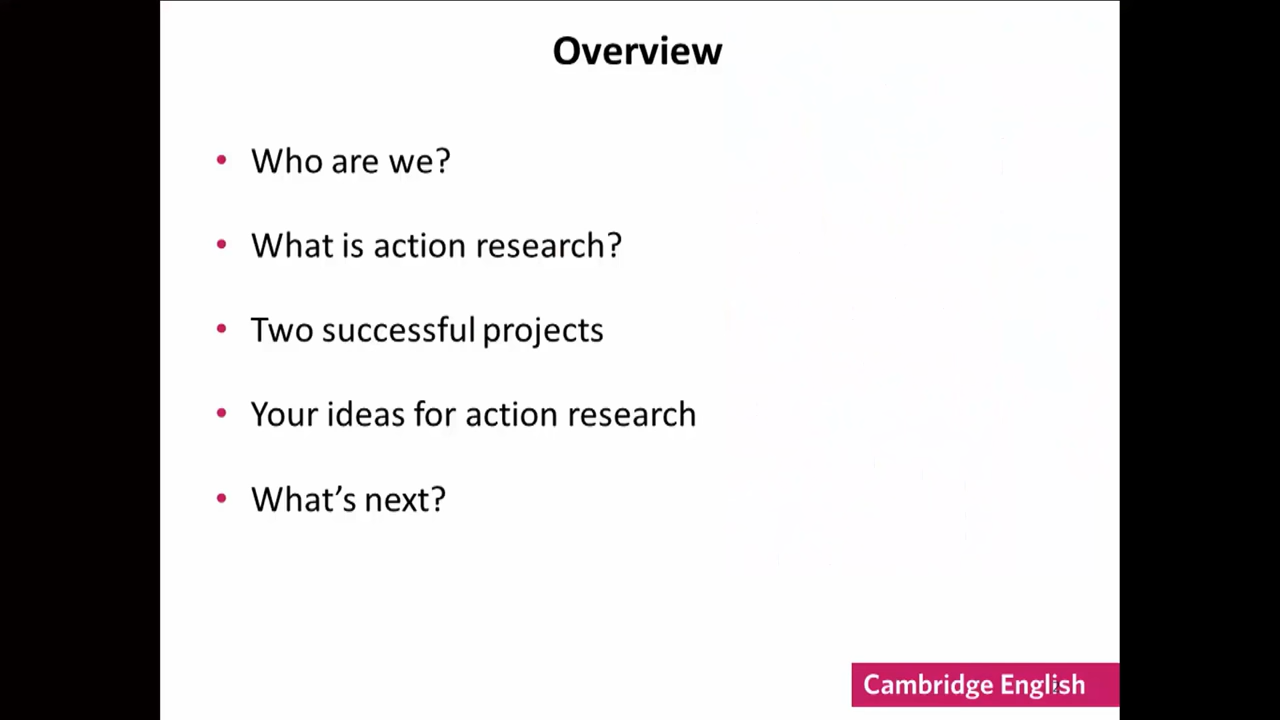 Overview
• Who are we?
• What is action research?
• Two successful projects
• Your ideas for action research
• What’s next?
Cambridge English